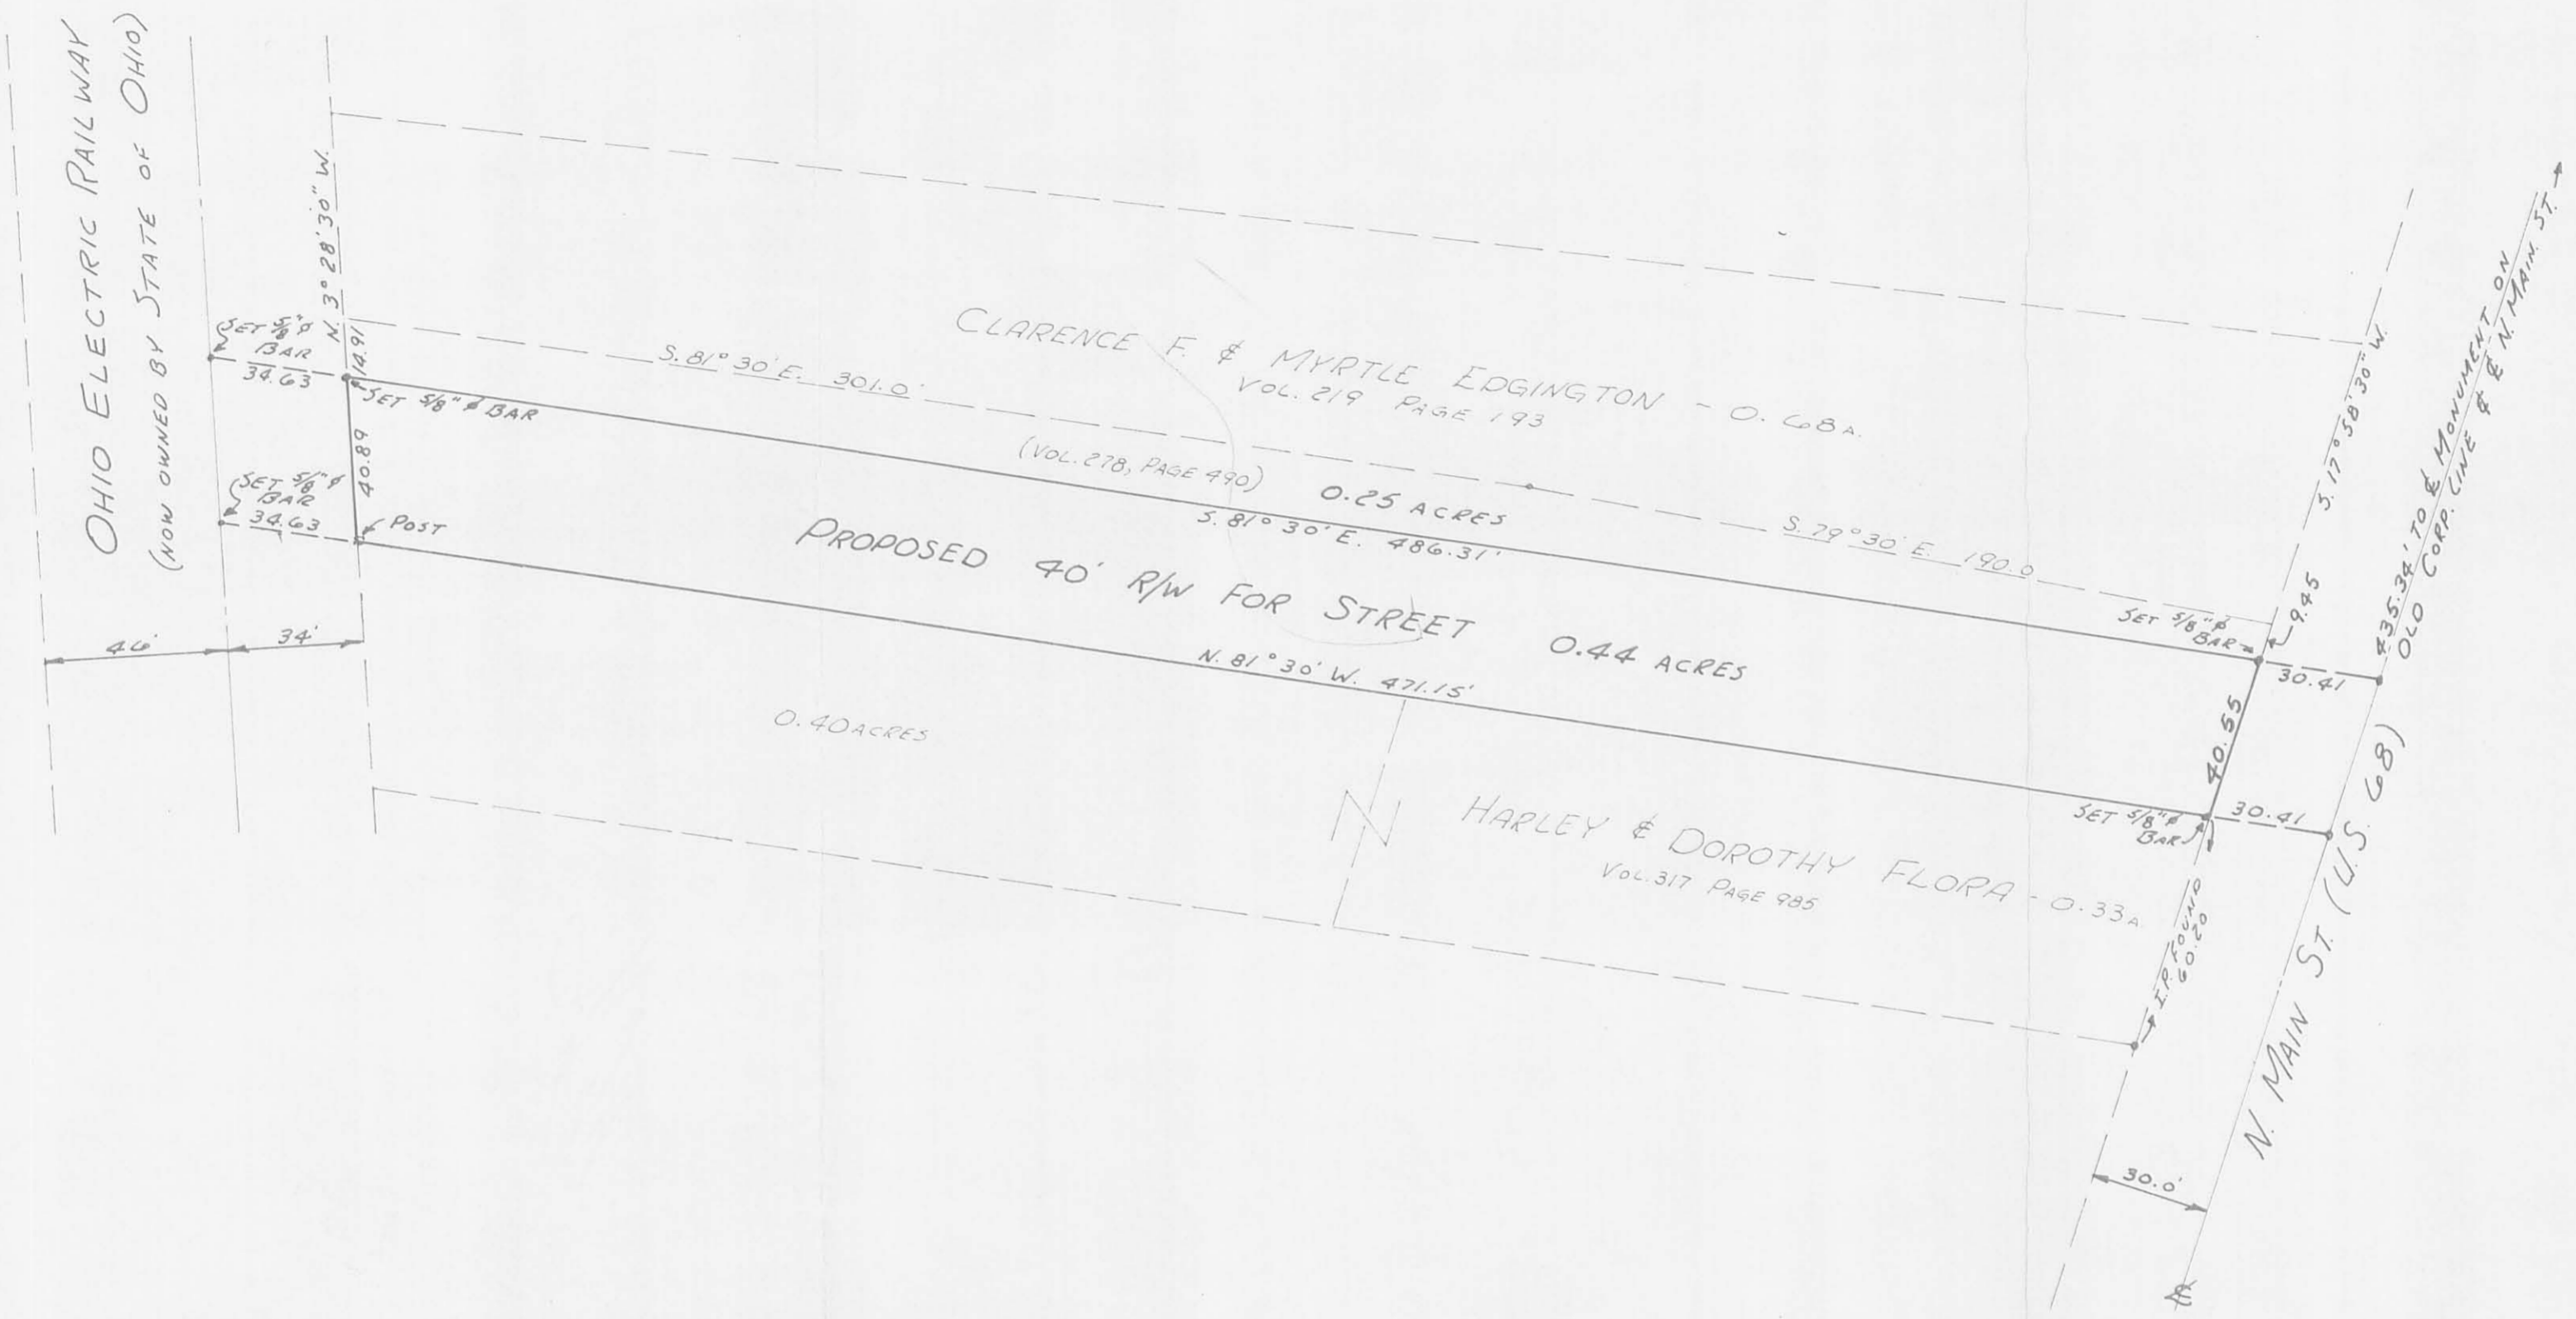 OHIO ELECTRIC RAILWAY
(NOW OWNED BY STATE OF OHIO)
N. 3° 28' 30" W.
14.91
SET 5/8" ϕ
BAR
34.63
SET 5/8" ϕ BAR
40.89
SET 5/8" ϕ
BAR
34.63
POST
46'
34'
CLARENCE F. & MYRTLE EDGINGTON - 0.68 A.
VOL. 219 PAGE 193
S. 81° 30' E. 301.0'
(VOL. 278, PAGE 490)
0.25 ACRES
S. 79° 30' E. 190.0
S. 81° 30' E. 486.31'
PROPOSED 40' R/W FOR STREET 0.44 ACRES
N. 81° 30' W. 471.15'
0.40 ACRES
HARLEY & DOROTHY FLORA - 0.33 A
VOL. 317 PAGE 985
S. 17° 58' 30" W.
435.34' TO ℄ MONUMENT ON
OLD CORP. LINE & ℄ N. MAIN. ST.
SET 5/8" ϕ
BAR
9.45
30.41
40.55
SET 5/8" ϕ
BAR
30.41
I.P. FOUND
60.20
N. MAIN ST. (U.S. 68)
30.0'
℄